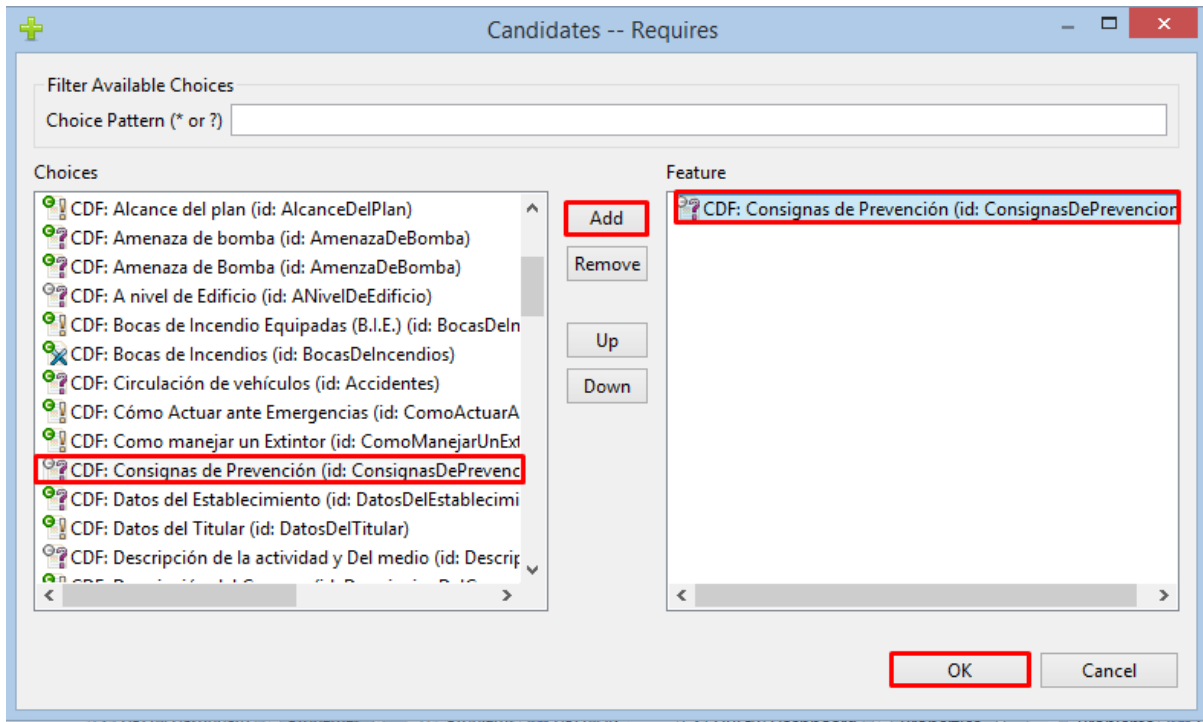 Candidates -- Requires
Filter Available Choices
Choice Pattern (* or ?)
Choices
CDF: Alcance del plan (id: AlcanceDelPlan)
CDF: Amenaza de bomba (id: AmenazaDeBomba)
CDF: Amenaza de Bomba (id: AmenzaDeBomba)
CDF: A nivel de Edificio (id: ANivelDeEdificio)
CDF: Bocas de Incendio Equipadas (B.I.E.) (id: BocasDeIn
CDF: Bocas de Incendios (id: BocasDeIncendios)
CDF: Circulación de vehículos (id: Accidentes)
CDF: Cómo Actuar ante Emergencias (id: ComoActuarA
CDF: Como manejar un Extintor (id: ComoManejarUnExt
CDF: Consignas de Prevención (id: ConsignasDePrevenc
CDF: Datos del Establecimiento (id: DatosDelEstablecimi
CDF: Datos del Titular (id: DatosDelTitular)
CDF: Descripción de la actividad y Del medio (id: Descrip
Add
Remove
Up
Down
Feature
CDF: Consignas de Prevención (id: ConsignasDePrevencion
OK
Cancel